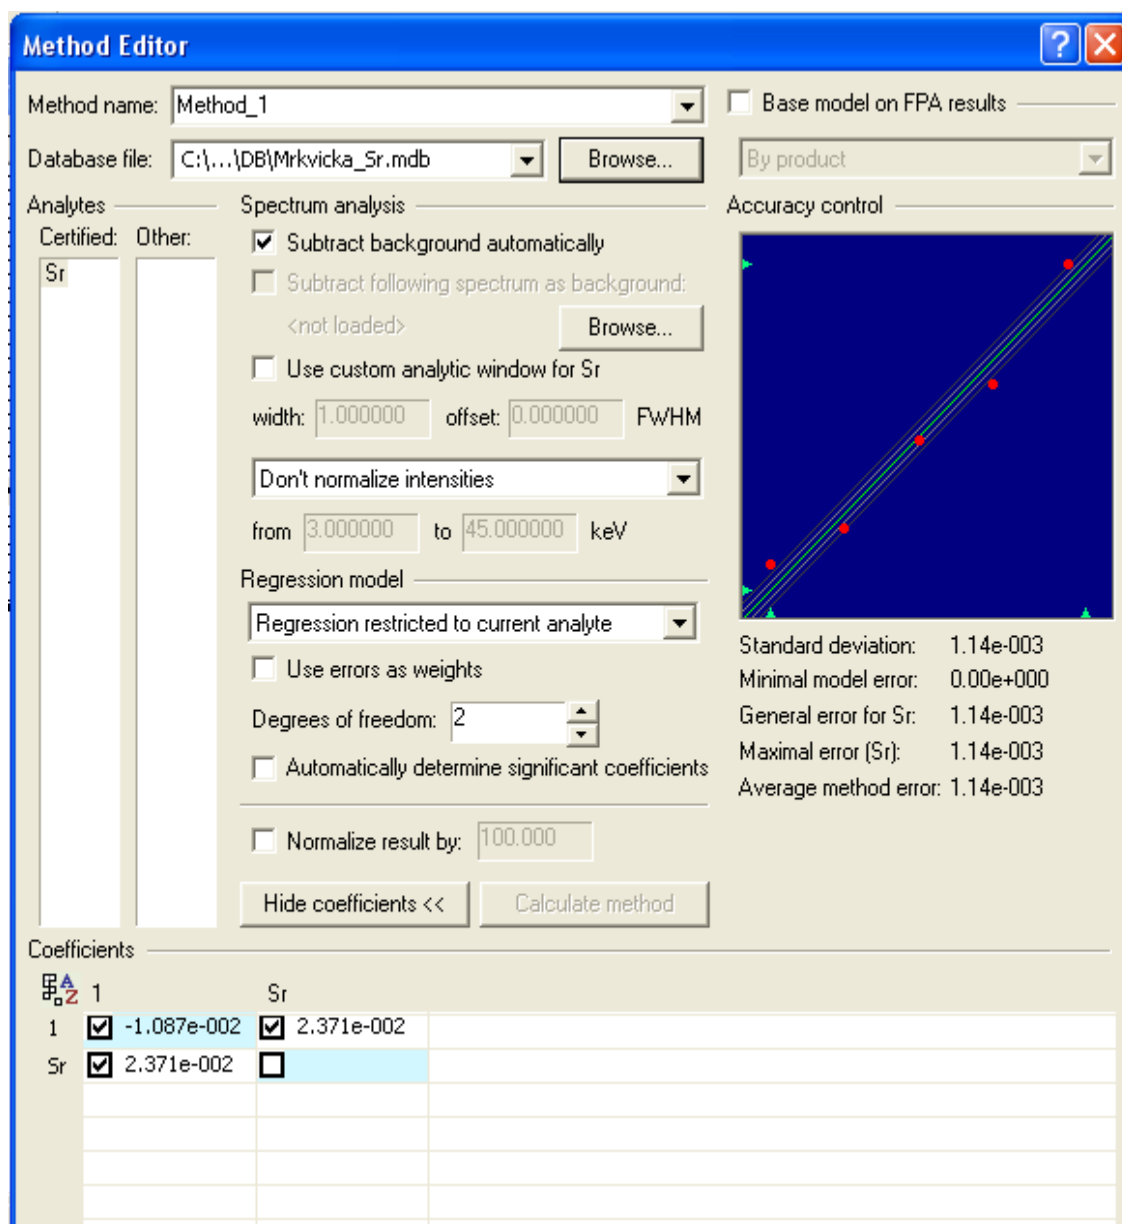 Method Editor
Method name: Method_1
Base model on FPA results
Database file: C:\...\DB\Mrkvicka_Sr.mdb Browse...
By product
Analytes
Spectrum analysis
Accuracy control
Certified: Other:
Sr
Subtract background automatically
Subtract following spectrum as background:
<not loaded> Browse...
Use custom analytic window for Sr
width: 1.000000 offset: 0.000000 FWHM
Don't normalize intensities
from 3.000000 to 45.000000 keV
Regression model
Regression restricted to current analyte
Use errors as weights
Degrees of freedom: 2
Automatically determine significant coefficients
Normalize result by: 100.000
Hide coefficients << Calculate method
Standard deviation: 1.14e-003
Minimal model error: 0.00e+000
General error for Sr: 1.14e-003
Maximal error (Sr): 1.14e-003
Average method error: 1.14e-003
Coefficients
AZ 1 Sr
1 -1.087e-002 2.371e-002
Sr 2.371e-002